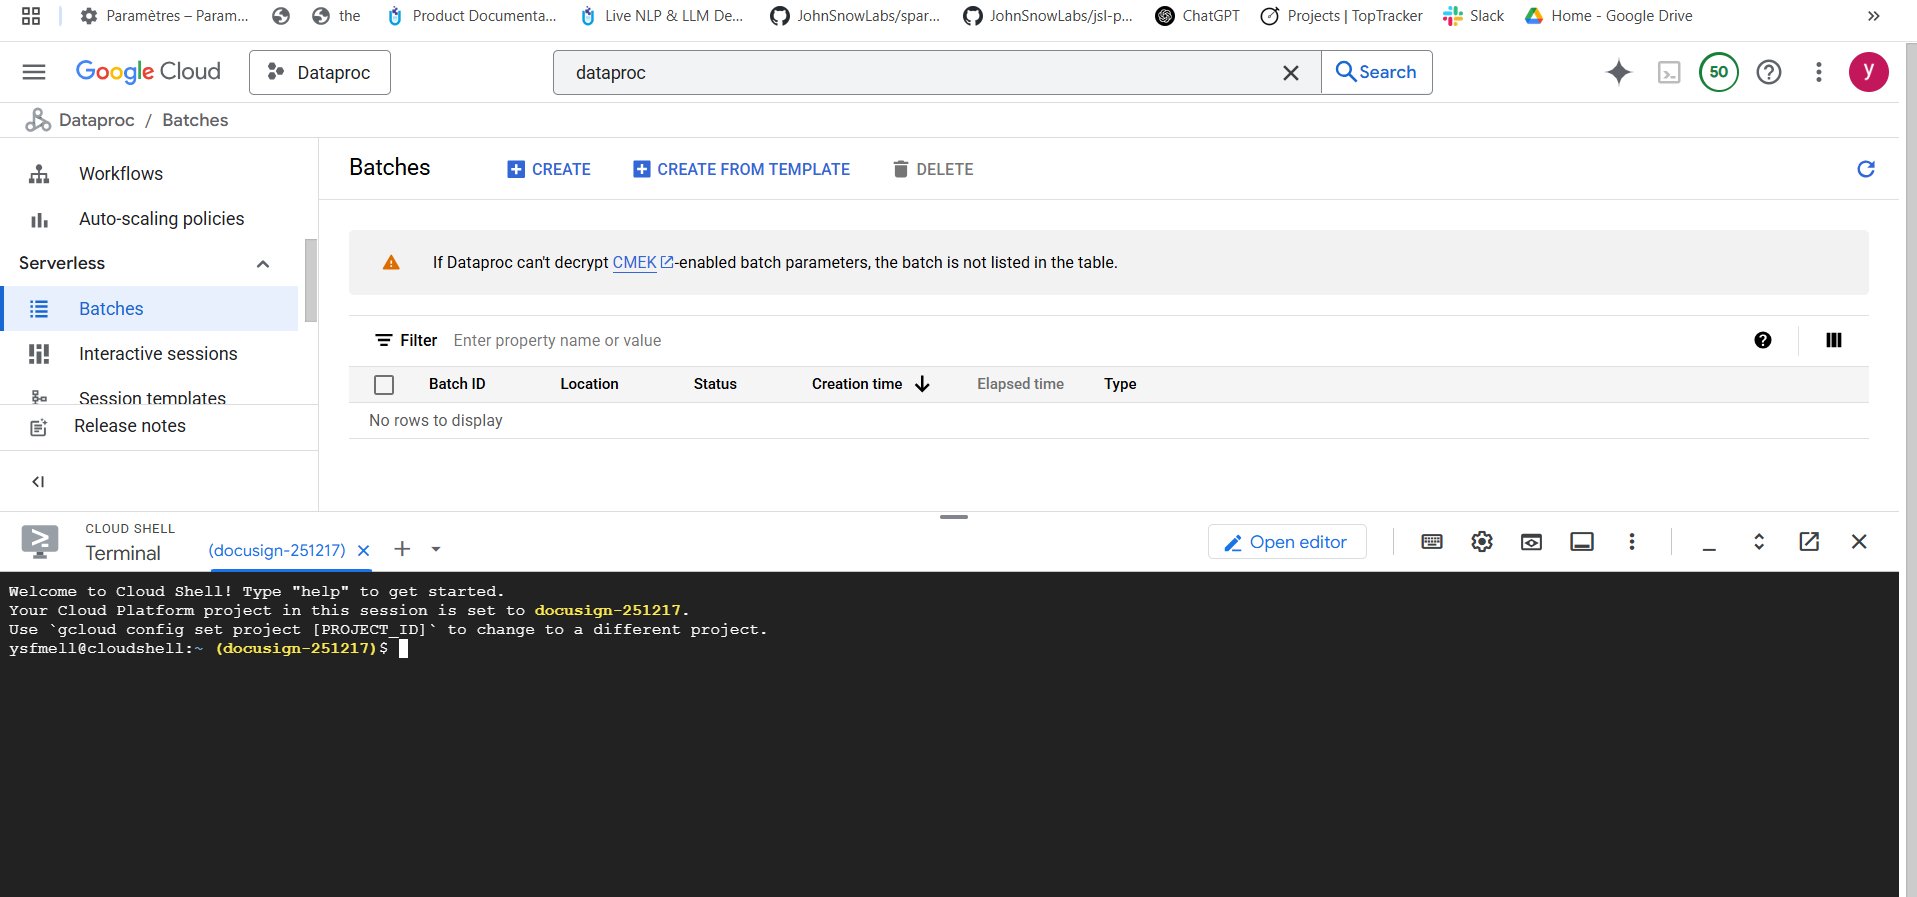 Paramètres – Param...
the
Product Documenta...
Live NLP & LLM De...
JohnSnowLabs/spar...
JohnSnowLabs/jsl-p...
ChatGPT
Projects | TopTracker
Slack
Home - Google Drive
Google Cloud
Dataproc
dataproc
Search
50
y
Dataproc / Batches
Workflows
Auto-scaling policies
Serverless
Batches
Interactive sessions
Session templates
Release notes
Batches
CREATE
CREATE FROM TEMPLATE
DELETE
If Dataproc can't decrypt CMEK -enabled batch parameters, the batch is not listed in the table.
Filter Enter property name or value
Batch ID Location Status Creation time Elapsed time Type
No rows to display
CLOUD SHELL
Terminal
(docusign-251217)
Open editor
Welcome to Cloud Shell! Type "help" to get started.
Your Cloud Platform project in this session is set to docusign-251217.
Use `gcloud config set project [PROJECT_ID]` to change to a different project.
ysfmell@cloudshell:~ (docusign-251217)$